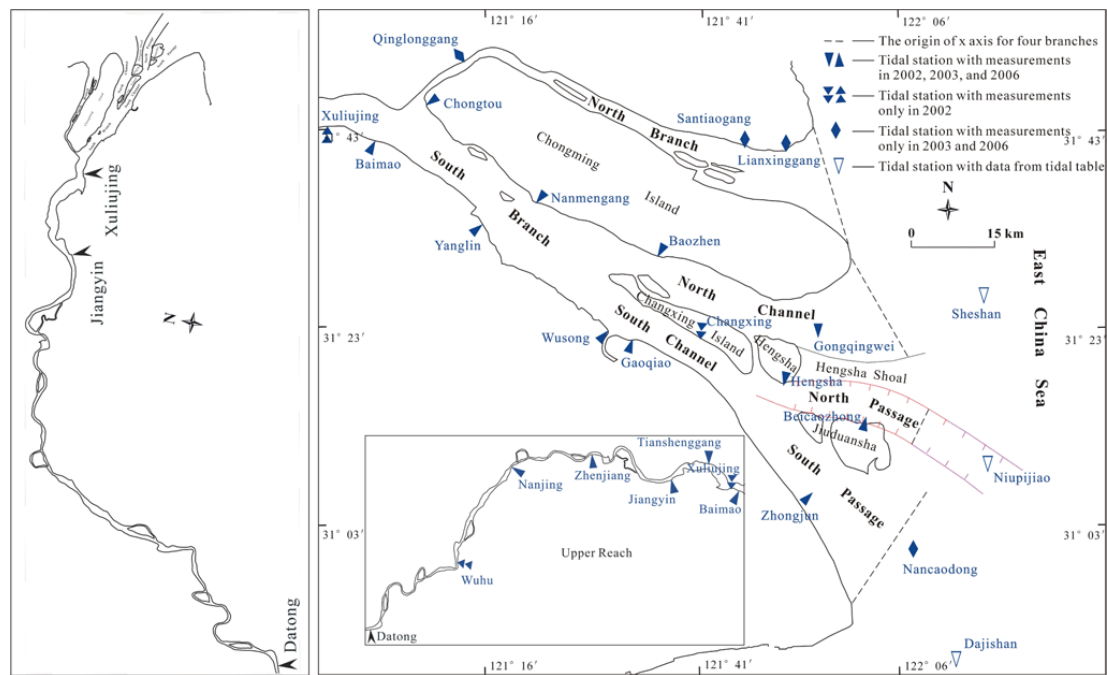 Xuliujing
Jiangyin
N
Datong
121° 16′
121° 41′
122° 06′
Qinglonggang
The origin of x axis for four branches
Tidal station with measurements
in 2002, 2003, and 2006
Tidal station with measurements
only in 2002
Tidal station with measurements
only in 2003 and 2006
Tidal station with data from tidal table
Chongtou
North Branch
Santiaogang
Lianxinggang
Xuliujing
31° 43′
31° 43′
Baimao
South Branch
Chongming Island
Nanmengang
Yanglin
Baozhen
N
0 15 km
East China Sea
North Channel
Changxing Island
Changxing
Sheshan
31° 23′
31° 23′
Wusong
South Channel
Gaoqiao
Gongqingwei
Hengsha
Hengsha Shoal
Hengsha
North Passage
Beicaozhong
Jiuduansha
Niupijiao
South Passage
Zhongjun
31° 03′
31° 03′
Nancaodong
Dajishan
Tianshenggang
Xuliujing
Zhenjiang
Nanjing
Jiangyin
Baimao
Upper Reach
Wuhu
Datong
121° 16′
121° 41′
122° 06′